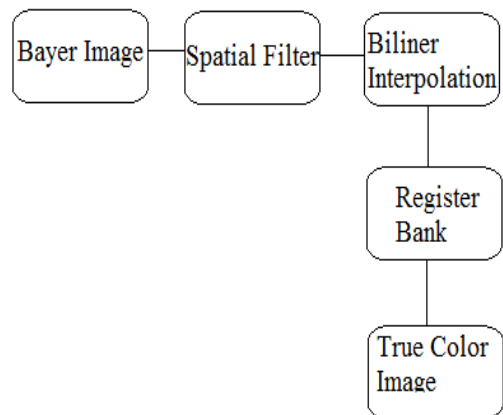 Bayer Image
Spatial Filter
Biliner
Interpolation
Register
Bank
True Color
Image